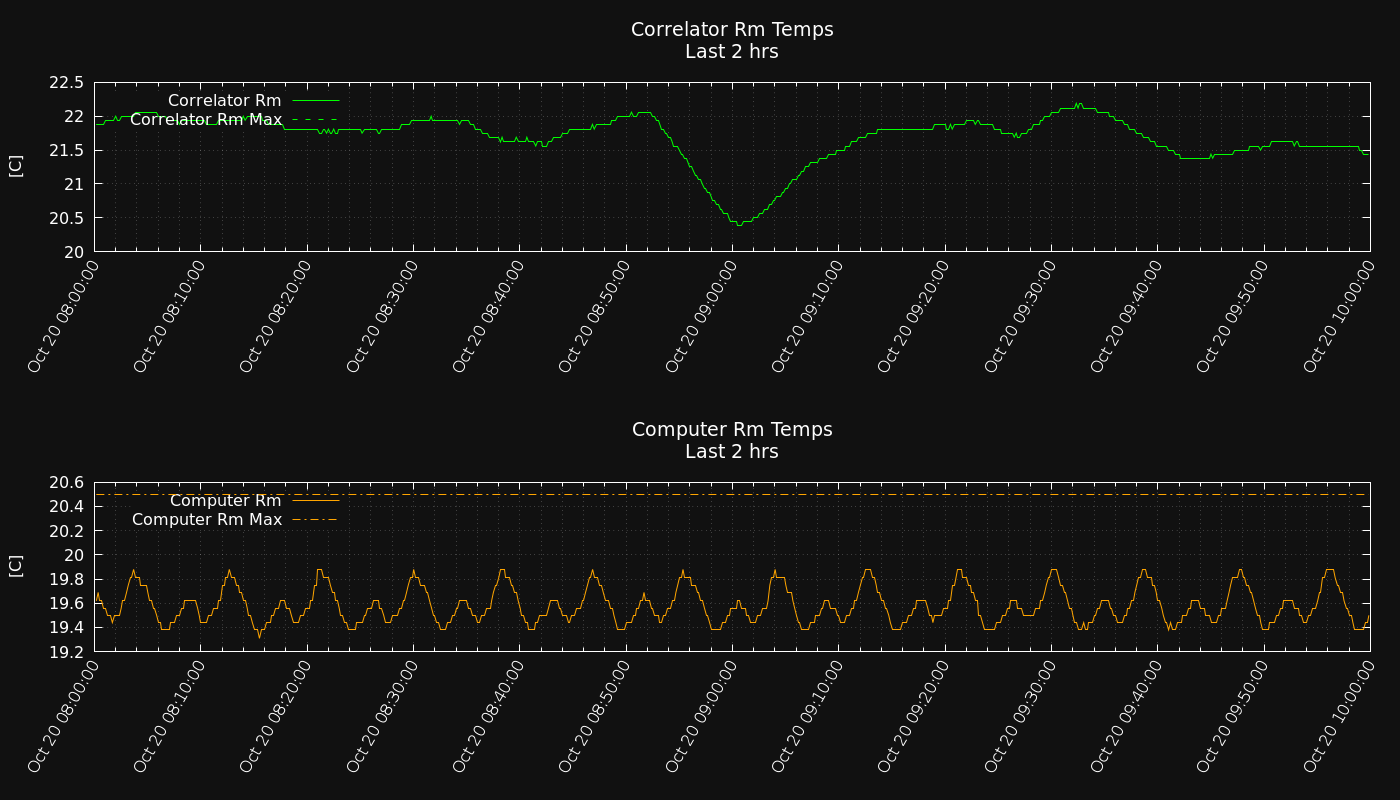 Correlator Rm Temps
Last 2 hrs
22.5
22
21.5
21
20.5
20
[C]
Correlator Rm
Correlator Rm Max
Oct 20 08:00:00
Oct 20 08:10:00
Oct 20 08:20:00
Oct 20 08:30:00
Oct 20 08:40:00
Oct 20 08:50:00
Oct 20 09:00:00
Oct 20 09:10:00
Oct 20 09:20:00
Oct 20 09:30:00
Oct 20 09:40:00
Oct 20 09:50:00
Oct 20 10:00:00
Computer Rm Temps
Last 2 hrs
20.6
20.4
20.2
20
19.8
19.6
19.4
19.2
[C]
Computer Rm
Computer Rm Max
Oct 20 08:00:00
Oct 20 08:10:00
Oct 20 08:20:00
Oct 20 08:30:00
Oct 20 08:40:00
Oct 20 08:50:00
Oct 20 09:00:00
Oct 20 09:10:00
Oct 20 09:20:00
Oct 20 09:30:00
Oct 20 09:40:00
Oct 20 09:50:00
Oct 20 10:00:00